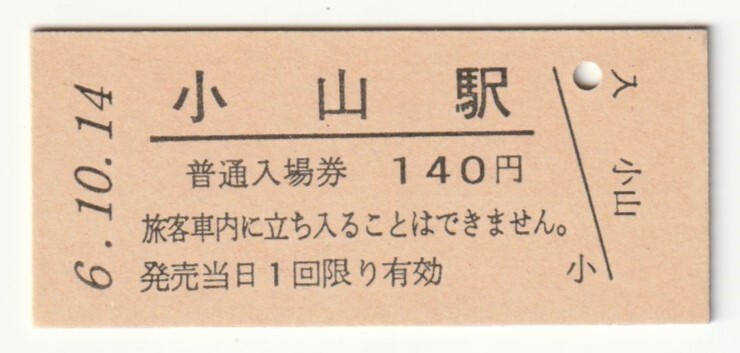 6.10.14
小山駅
普通入場券 140円
旅客車内に立ち入ることはできません。
発売当日1回限り有効
入
小山
小